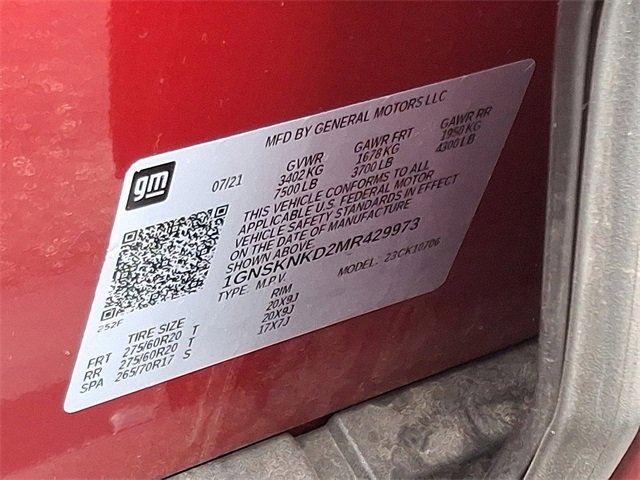 MFD BY GENERAL MOTORS LLC
gm
07/21
GVWR GAWR FRT GAWR RR
3402 KG 1678 KG 1950 KG
7500 LB 3700 LB 4300 LB
THIS VEHICLE CONFORMS TO ALL
APPLICABLE U.S. FEDERAL MOTOR
VEHICLE SAFETY STANDARDS IN EFFECT
ON THE DATE OF MANUFACTURE
SHOWN ABOVE
1GNSKNKD2MR429973
TYPE: M.P.V. MODEL: 23CK10706
252F
TIRE SIZE RIM
FRT 275/60R20 T 20X9J
RR 275/60R20 T 20X9J
SPA 265/70R17 S 17X7J